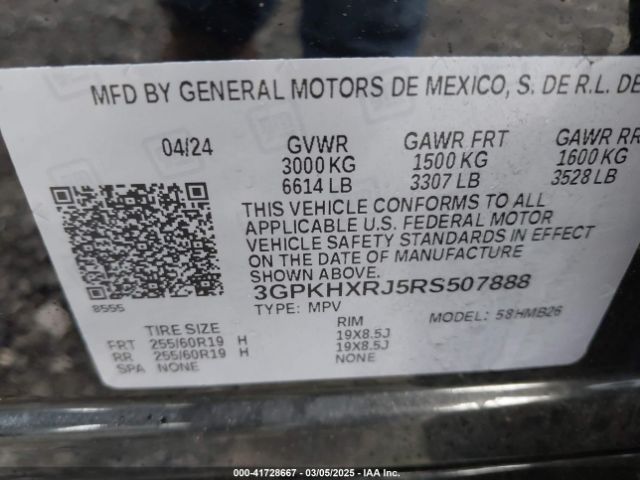 MFD BY GENERAL MOTORS DE MEXICO, S. DE R.L. DE
04/24 GVWR GAWR FRT GAWR RR
3000 KG 1500 KG 1600 KG
6614 LB 3307 LB 3528 LB
THIS VEHICLE CONFORMS TO ALL
APPLICABLE U.S. FEDERAL MOTOR
VEHICLE SAFETY STANDARDS IN EFFECT
ON THE DATE OF MANUFACTURE
SHOWN ABOVE.
3GPKHXRJ5RS507888
8555 TYPE: MPV MODEL: 58HMB26
TIRE SIZE RIM
FRT 255/60R19 H 19X8.5J
RR 255/60R19 H 19X8.5J
SPA NONE NONE
000-41728667 — 03/05/2025 — IAA Inc.